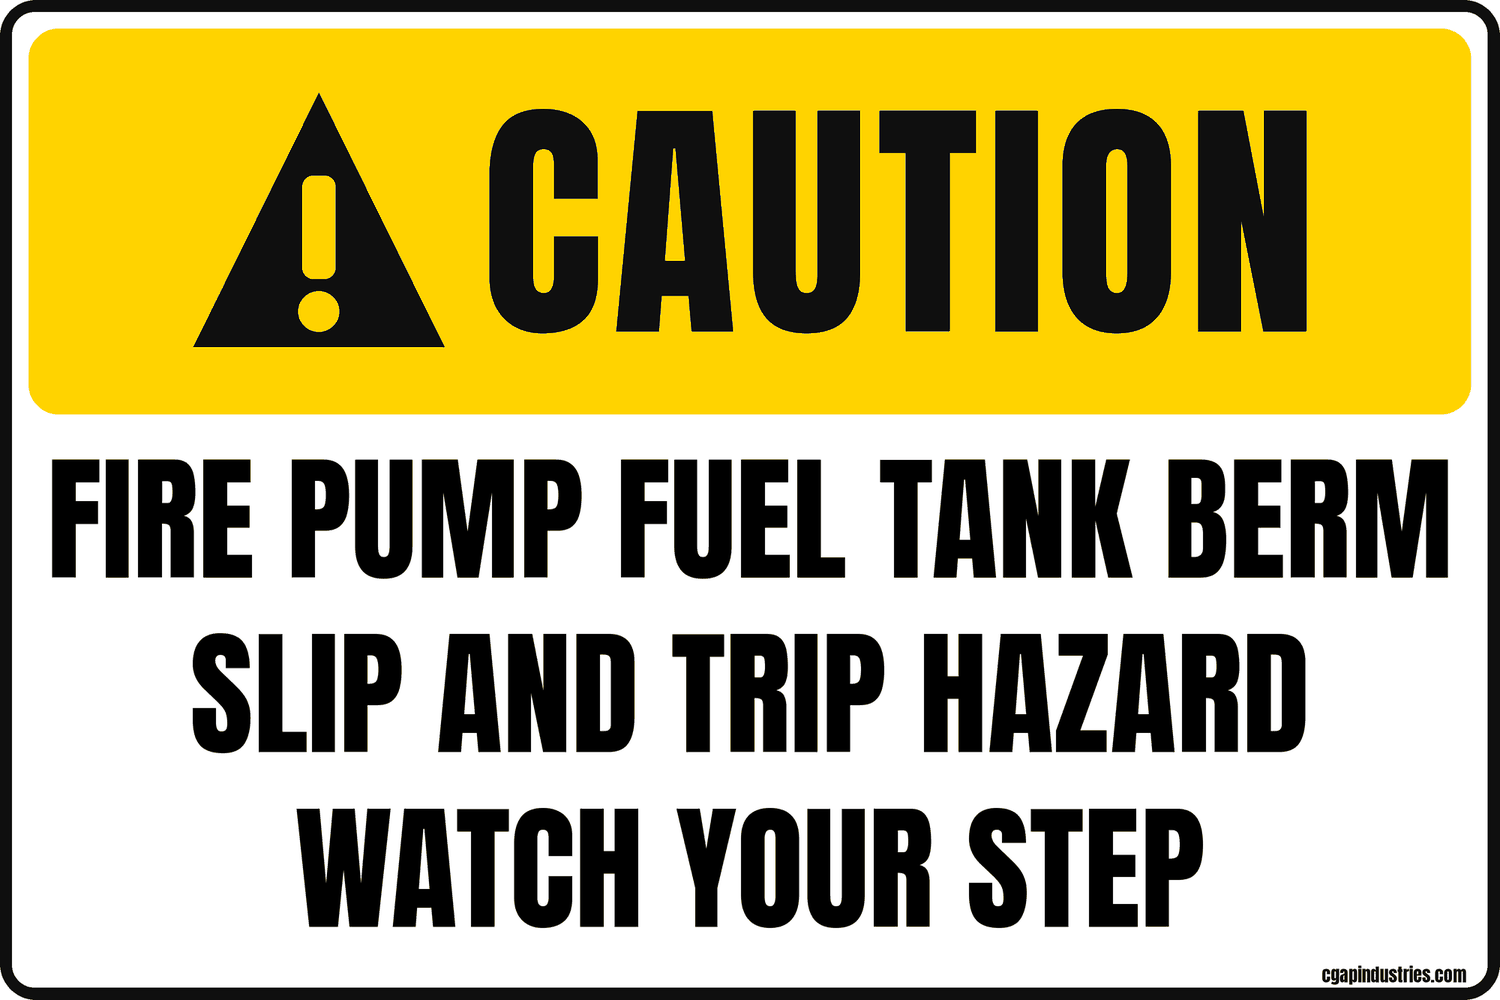 CAUTION
FIRE PUMP FUEL TANK BERM
SLIP AND TRIP HAZARD
WATCH YOUR STEP
cgapindustries.com